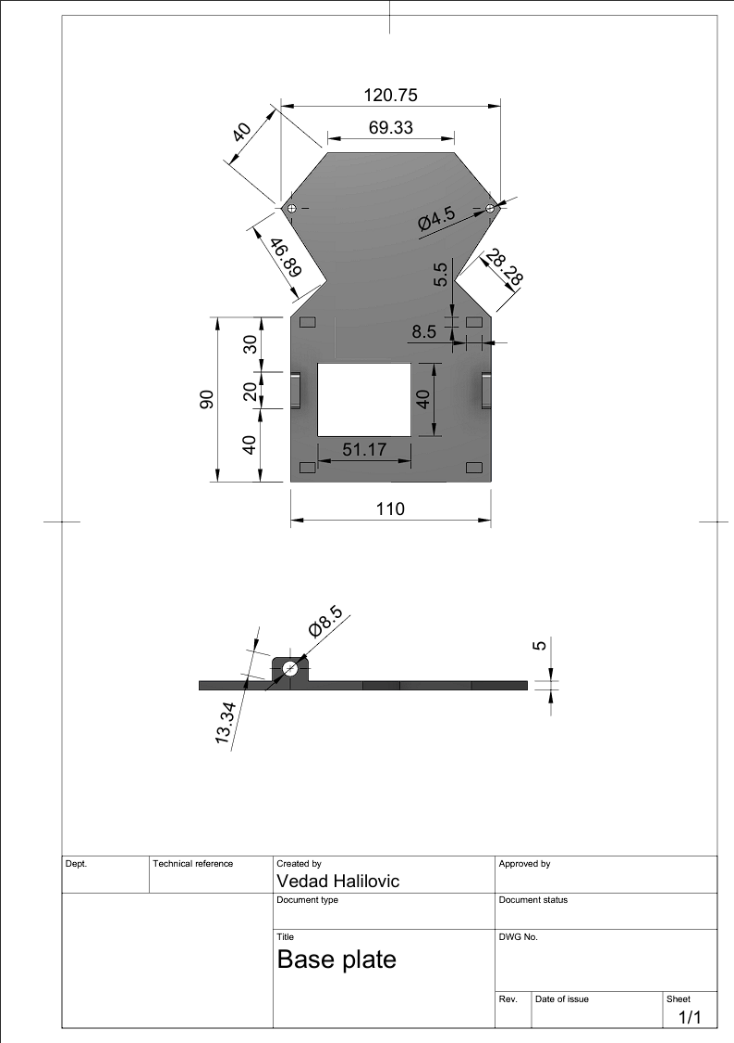 120.75
69.33
40
Ø4.5
46.89
28.28
5.5
8.5
30
20
90
40
40
51.17
110
Ø8.5
5
13.34
Dept.
Technical reference
Created by
Vedad Halilovic
Approved by
Document type
Document status
Title
Base plate
DWG No.
Rev.
Date of issue
Sheet
1/1